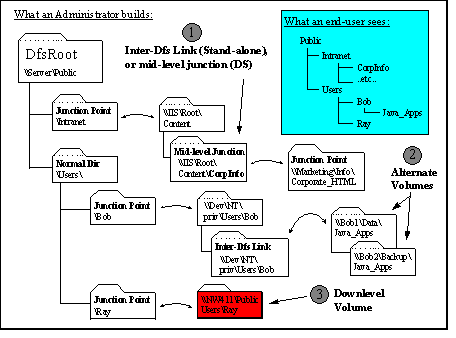 What an Administrator builds:
DfsRoot
\\Server\Public
1
Inter-Dfs Link (Stand-alone),
or mid-level junction (DS)
What an end-user sees:
Public
Intranet
CorpInfo
..etc..
Users
Bob
Java_Apps
Ray
Junction Point
\Intranet
\\IIS\Root\
Content
Mid-level Junction
\\IIS\Root\
Content\CorpInfo
Junction Point
\\Marketing\Info\
Corporate_HTML
2
Alternate
Volumes
Normal Dir
\Users\
Junction Point
\Bob
\\Dev\NT\
priv\Users\Bob
Inter-Dfs Link
\\Dev\NT\
priv\Users\Bob
\\Bob1\Data\
Java_Apps
\\Bob2\Backup\
Java_Apps
Junction Point
\Ray
\\NW411\Public
Users\Ray
3
Downlevel
Volume